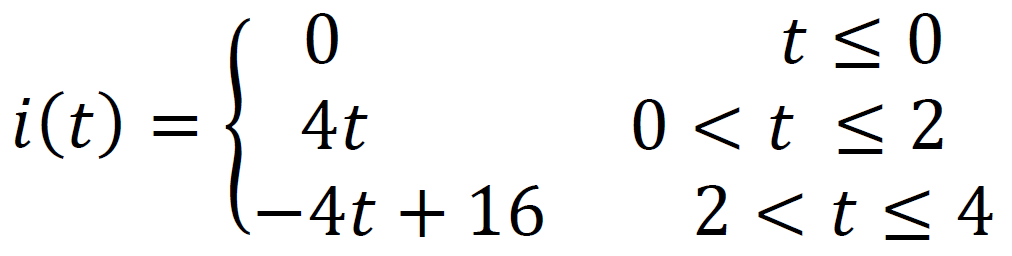 0 t ≤ 0
i(t) = { 4t 0 < t ≤ 2
−4t + 16 2 < t ≤ 4